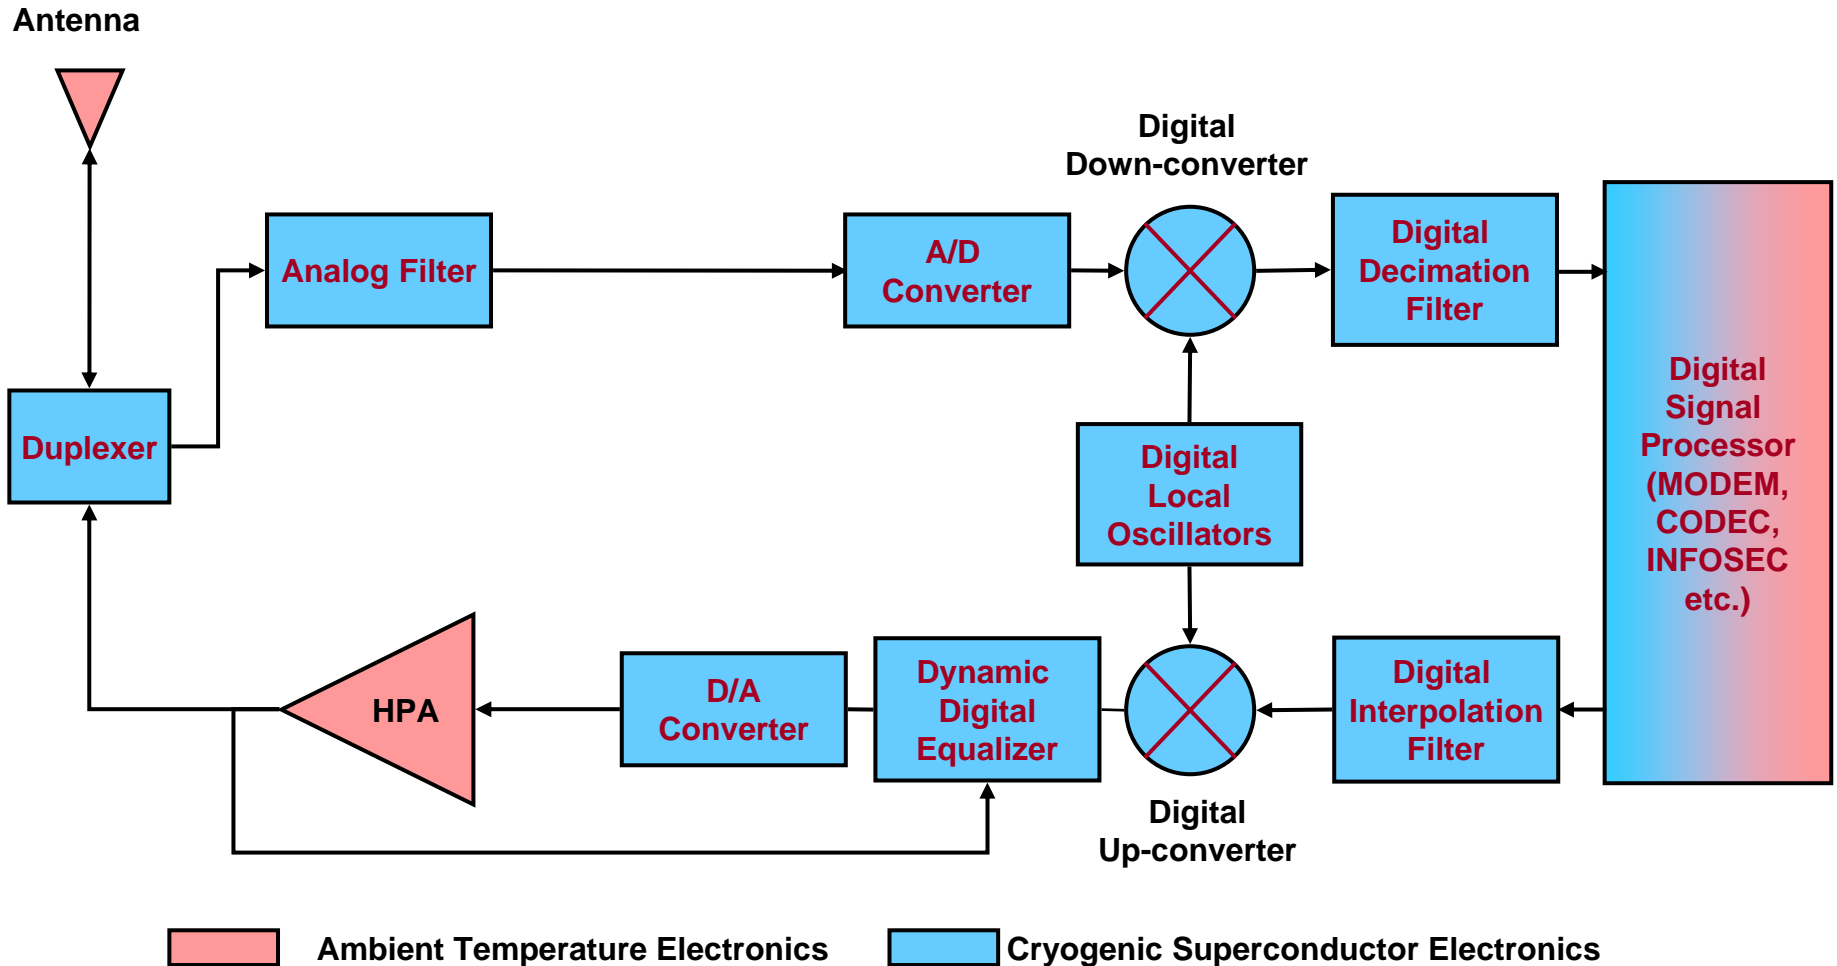 Antenna
Digital
Down-converter
Analog Filter
A/D
Converter
Digital
Decimation
Filter
Duplexer
Digital
Local
Oscillators
Digital
Signal
Processor
(MODEM,
CODEC,
INFOSEC
etc.)
HPA
D/A
Converter
Dynamic
Digital
Equalizer
Digital
Interpolation
Filter
Digital
Up-converter
Ambient Temperature Electronics
Cryogenic Superconductor Electronics